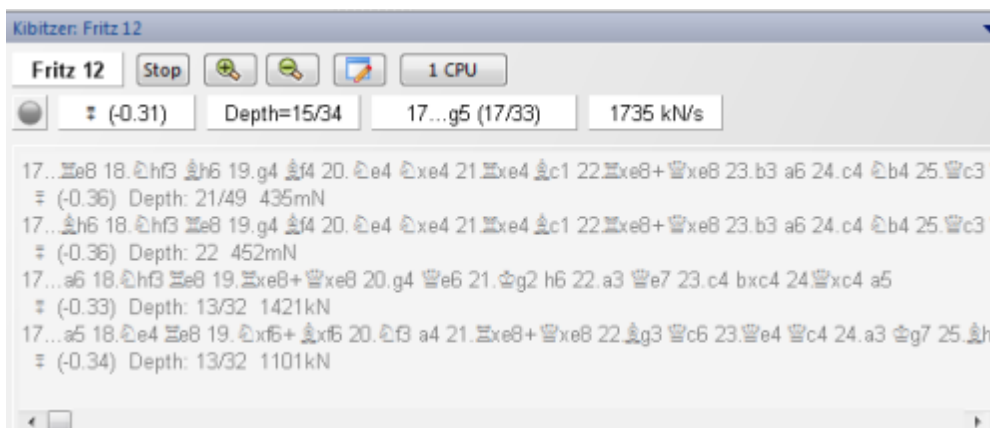 Kibitzer: Fritz 12
Fritz 12 Stop 1 CPU
⩱ (-0.31) Depth=15/34 17...g5 (17/33) 1735 kN/s
17...♖e8 18.♘hf3 ♗h6 19.g4 ♗f4 20.♘e4 ♘xe4 21.♖xe4 ♗c1 22.♖xe8+ ♕xe8 23.b3 a6 24.c4 ♘b4 25.♕c3
⩱ (-0.36) Depth: 21/49 435mN
17...♗h6 18.♘hf3 ♖e8 19.g4 ♗f4 20.♘e4 ♘xe4 21.♖xe4 ♗c1 22.♖xe8+ ♕xe8 23.b3 a6 24.c4 ♘b4 25.♕c3
⩱ (-0.36) Depth: 22 452mN
17...a6 18.♘hf3 ♖e8 19.♖xe8+ ♕xe8 20.g4 ♕e6 21.♔g2 h6 22.a3 ♕e7 23.c4 bxc4 24.♕xc4 a5
⩱ (-0.33) Depth: 13/32 1421kN
17...a5 18.♘e4 ♖e8 19.♘xf6+ ♗xf6 20.♘f3 a4 21.♖xe8+ ♕xe8 22.♗g3 ♕c6 23.♕e4 ♕c4 24.a3 ♔g7 25.♗h
⩱ (-0.34) Depth: 13/32 1101kN